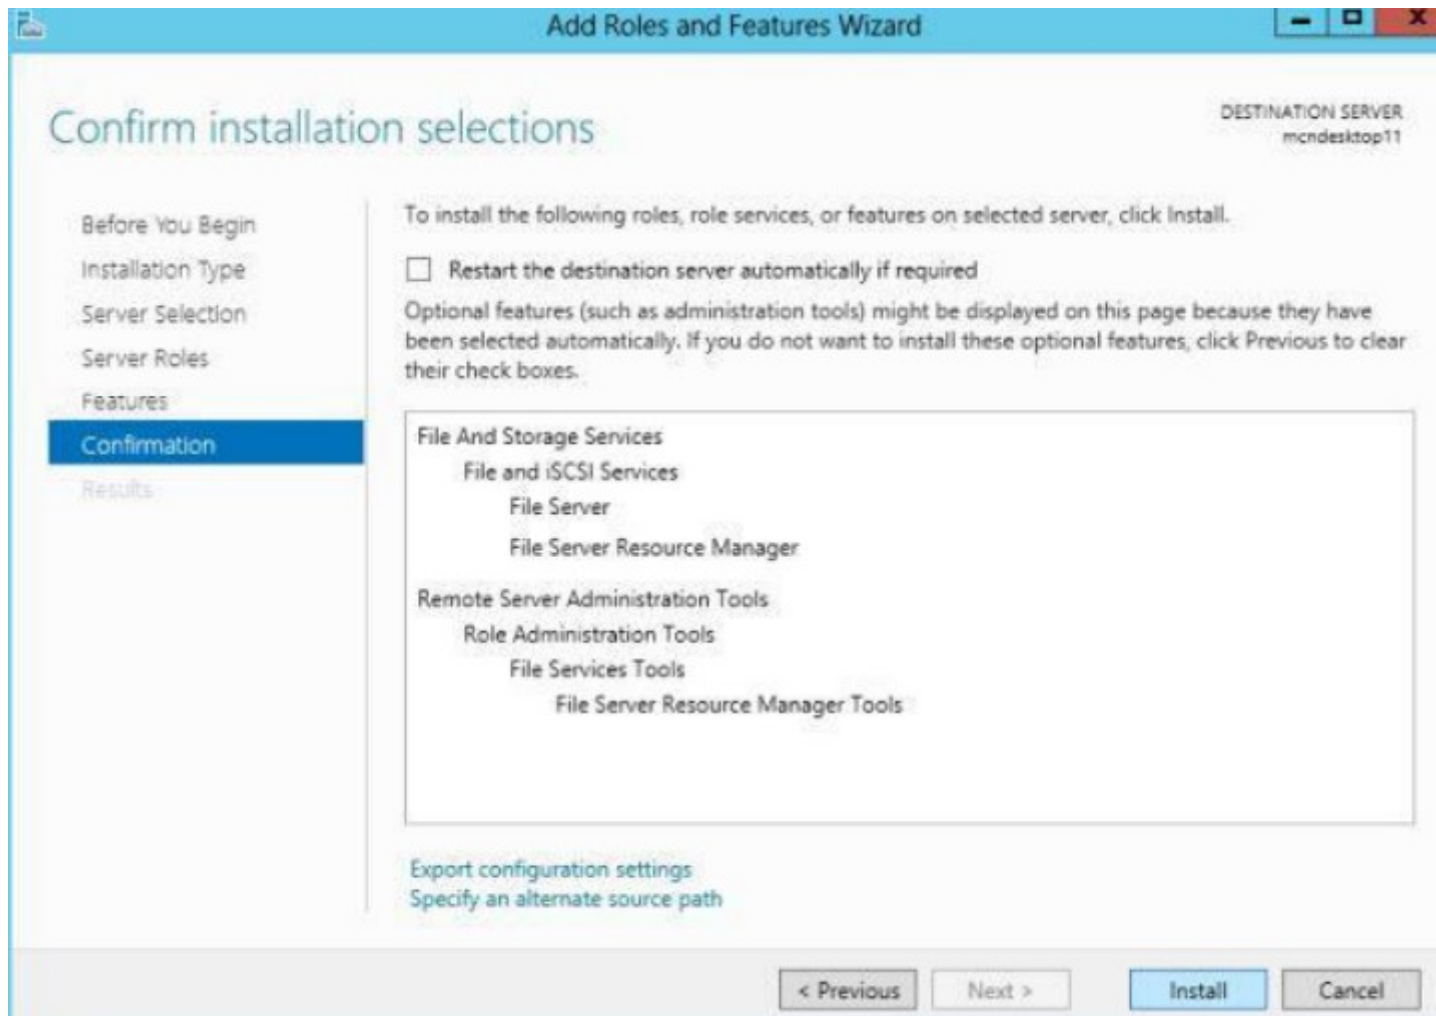 Add Roles and Features Wizard
Confirm installation selections
DESTINATION SERVER
mcndesktop11
Before You Begin
Installation Type
Server Selection
Server Roles
Features
Confirmation
Results
To install the following roles, role services, or features on selected server, click Install.
Restart the destination server automatically if required
Optional features (such as administration tools) might be displayed on this page because they have
been selected automatically. If you do not want to install these optional features, click Previous to clear
their check boxes.
File And Storage Services
File and iSCSI Services
File Server
File Server Resource Manager
Remote Server Administration Tools
Role Administration Tools
File Services Tools
File Server Resource Manager Tools
Export configuration settings
Specify an alternate source path
< Previous
Next >
Install
Cancel